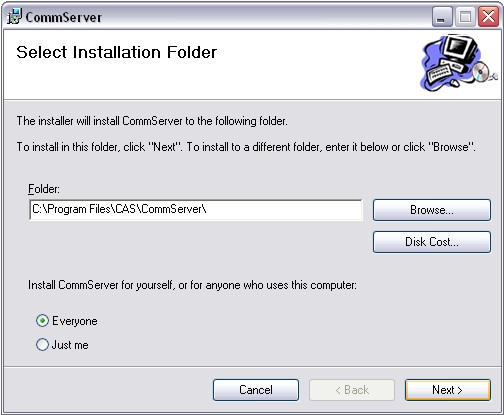 CommServer
Select Installation Folder
The installer will install CommServer to the following folder.
To install in this folder, click "Next". To install to a different folder, enter it below or click "Browse".
Folder:
C:\Program Files\CAS\CommServer\
Browse...
Disk Cost...
Install CommServer for yourself, or for anyone who uses this computer:
Everyone
Just me
Cancel
< Back
Next >